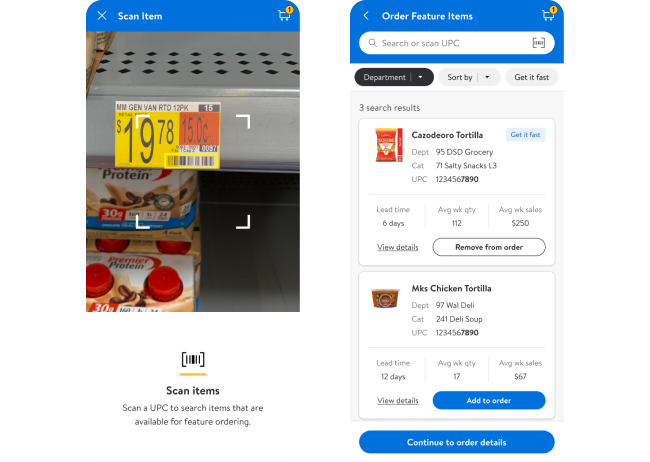 Scan Item
1
MM GEN VAN RTD 12PK 15
$19.78 15.0¢
0097
Premier
Protein
30g
Premier
Protein
30g 160 1g 24
Scan items
Scan a UPC to search items that are
available for feature ordering.
Order Feature Items
1
Search or scan UPC
Department
Sort by
Get it fast
3 search results
Cazodeoro Tortilla
Get it fast
Dept 95 DSD Grocery
Cat 71 Salty Snacks L3
UPC 1234567890
Lead time Avg wk qty Avg wk sales
6 days 112 $250
View details Remove from order
Mks Chicken Tortilla
Dept 97 Wal Deli
Cat 241 Deli Soup
UPC 1234567890
Lead time Avg wk qty Avg wk sales
12 days 17 $67
View details Add to order
Continue to order details